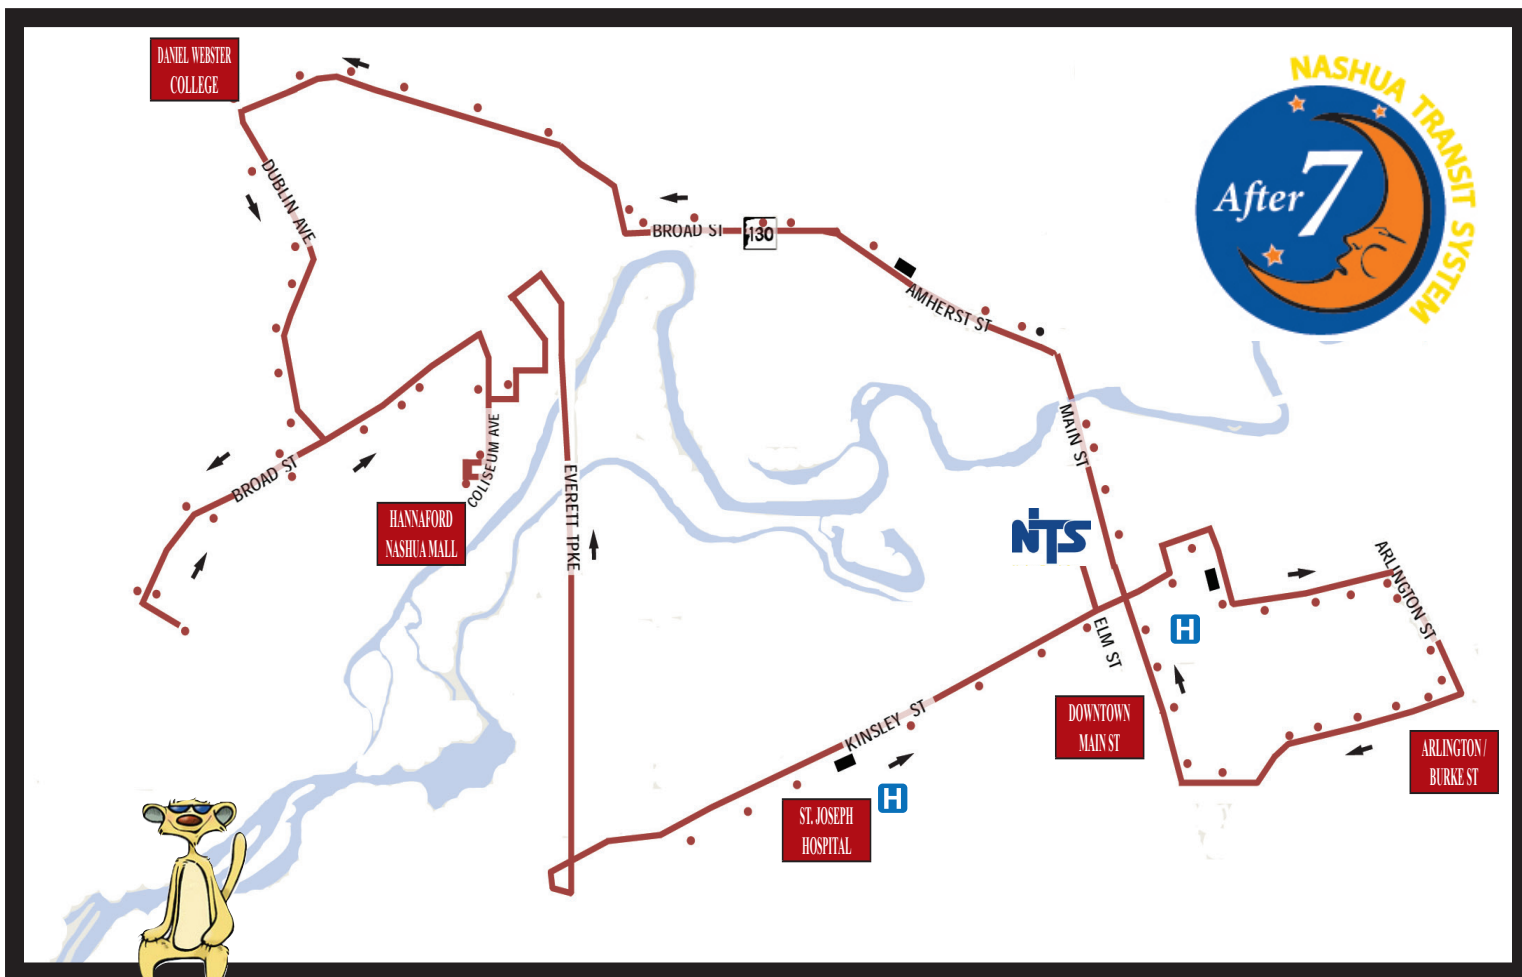 DANIEL WEBSTER
COLLEGE
NASHUA TRANSIT SYSTEM
After 7
DUBLIN AVE
BROAD ST
130
AMHERST ST
MAIN ST
BROAD ST
COLISEUM AVE
EVERETT TPKE
HANNAFORD
NASHUA MALL
NTS
ARLINGTON ST
H
ELM ST
KINSLEY ST
DOWNTOWN
MAIN ST
ARLINGTON /
BURKE ST
H
ST. JOSEPH
HOSPITAL